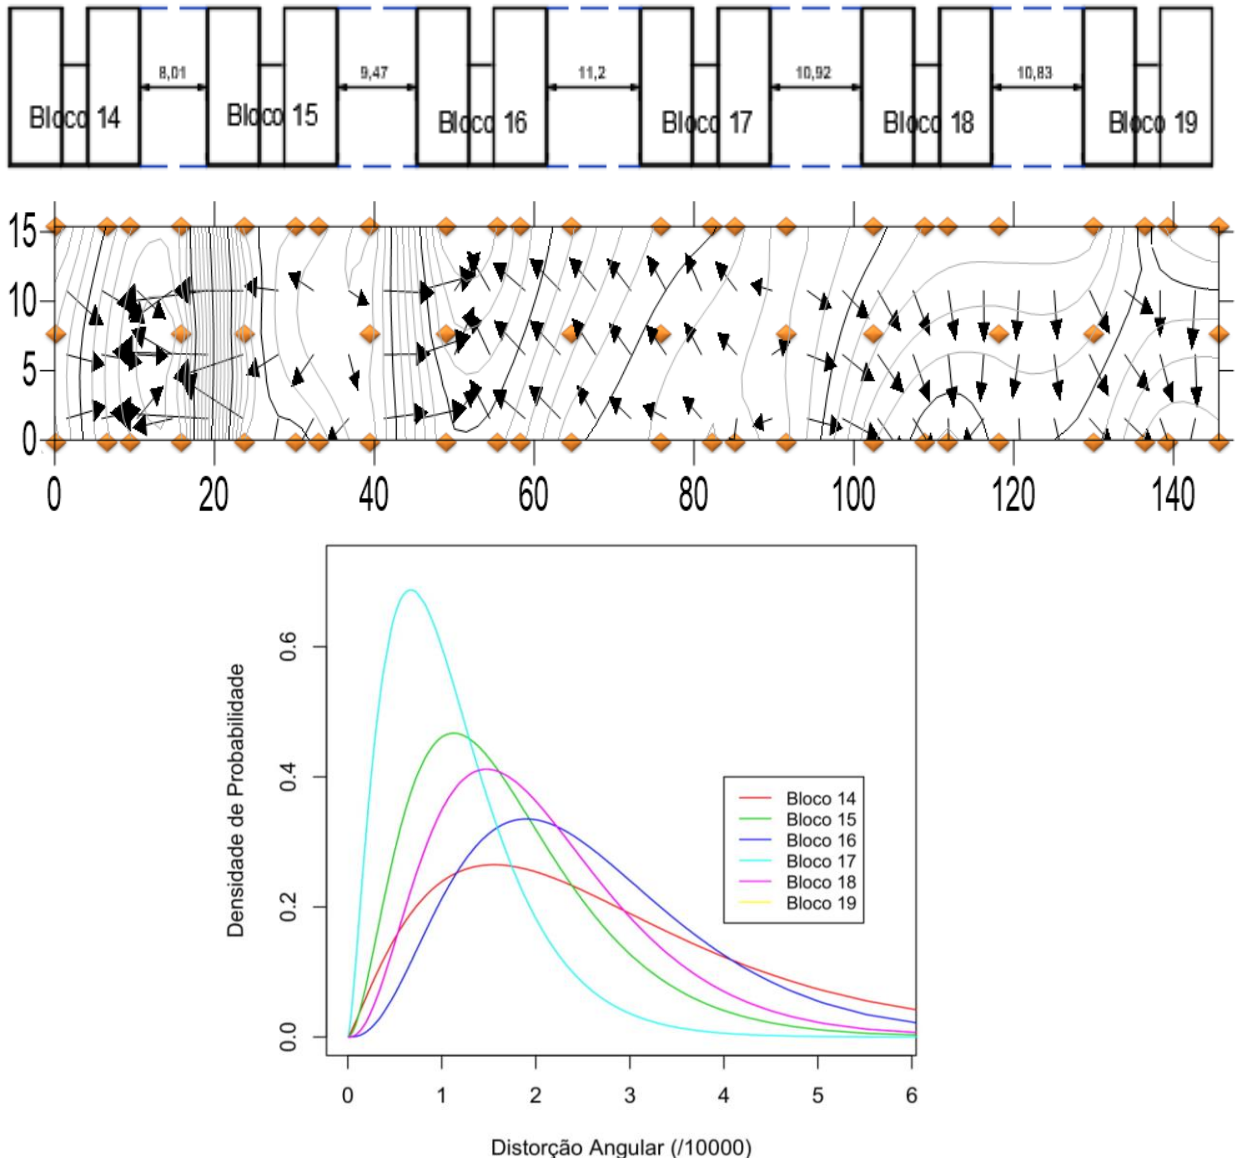 8,01
9,47
11,2
10,92
10,83
Bloco 14
Bloco 15
Bloco 16
Bloco 17
Bloco 18
Bloco 19
15
10
5
0
0 20 40 60 80 100 120 140
Densidade de Probabilidade
0.6
0.4
0.2
0.0
Bloco 14
Bloco 15
Bloco 16
Bloco 17
Bloco 18
Bloco 19
0 1 2 3 4 5 6
Distorção Angular (/10000)